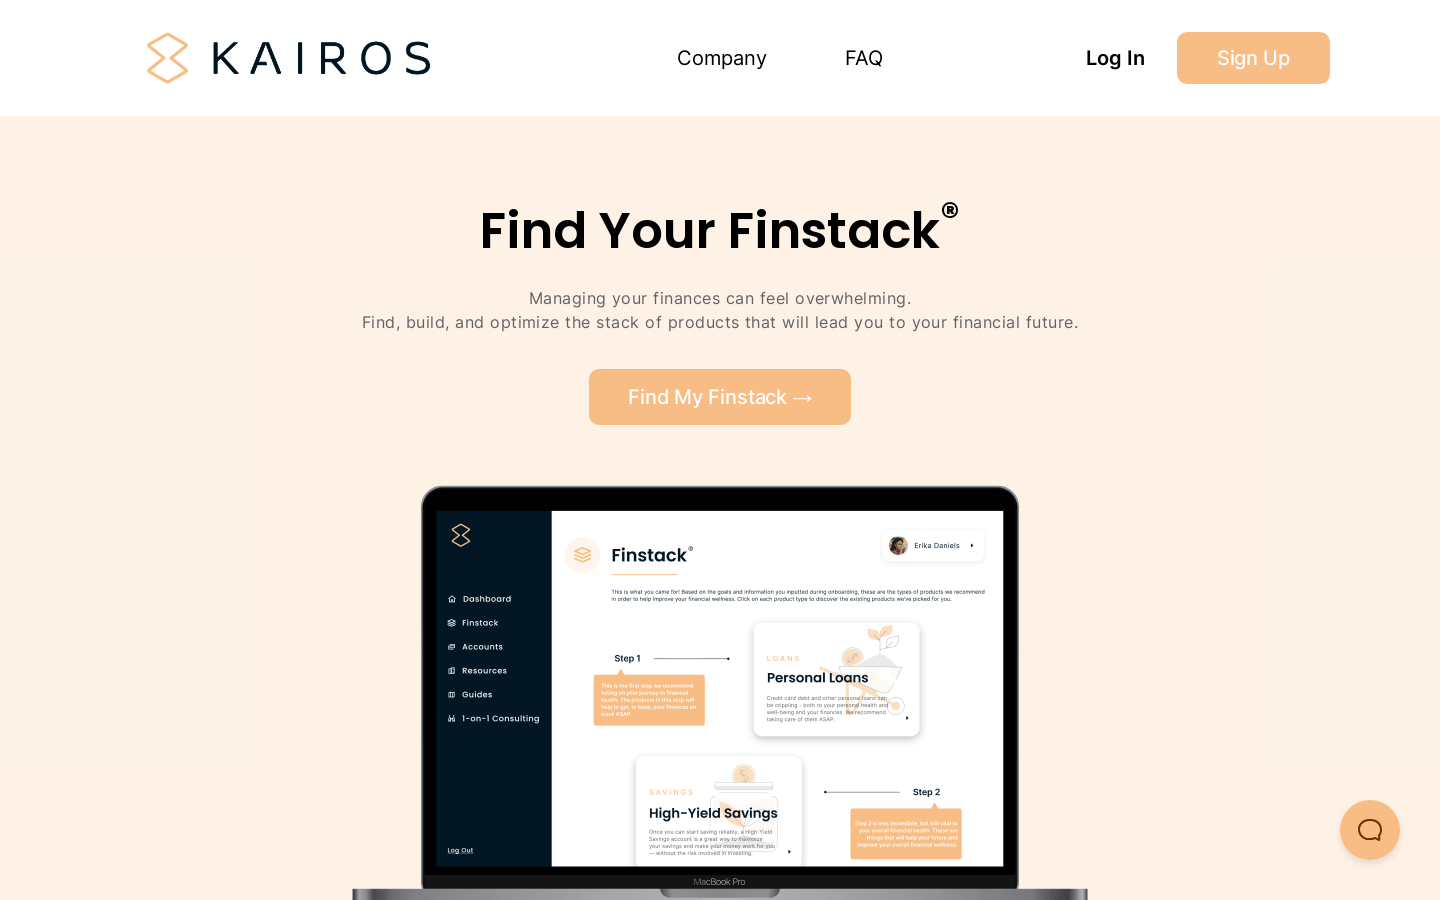 KAIROS
Company
FAQ
Log In
Sign Up
Find Your Finstack®
Managing your finances can feel overwhelming.
Find, build, and optimize the stack of products that will lead you to your financial future.
Find My Finstack →
Finstack®
Erika Daniels
This is what you came for! Based on the goals and information you inputted during onboarding, these are the types of products we recommend
in order to help improve your financial wellness. Click on each product type to discover the existing products we've picked for you.
Dashboard
Finstack
Accounts
Resources
Guides
1-on-1 Consulting
Log Out
Step 1
This is the first step we recommend
taking on your journey to financial
health. The products in this step will
help to get, or keep, your finances on
track ASAP.
LOANS
Personal Loans
Credit card debt and other personal loans can
be crippling - both to your personal health and
well-being and your finances. We recommend
taking care of them ASAP.
SAVINGS
High-Yield Savings
Once you can start saving reliably, a High-Yield
Savings account is a great way to maximize
your savings and make your money work for you
— without the risk involved in investing.
Step 2
Step 2 is less immediate, but still vital to
your overall financial health. These are
things that will help your future and
improve your overall financial wellness.
MacBook Pro